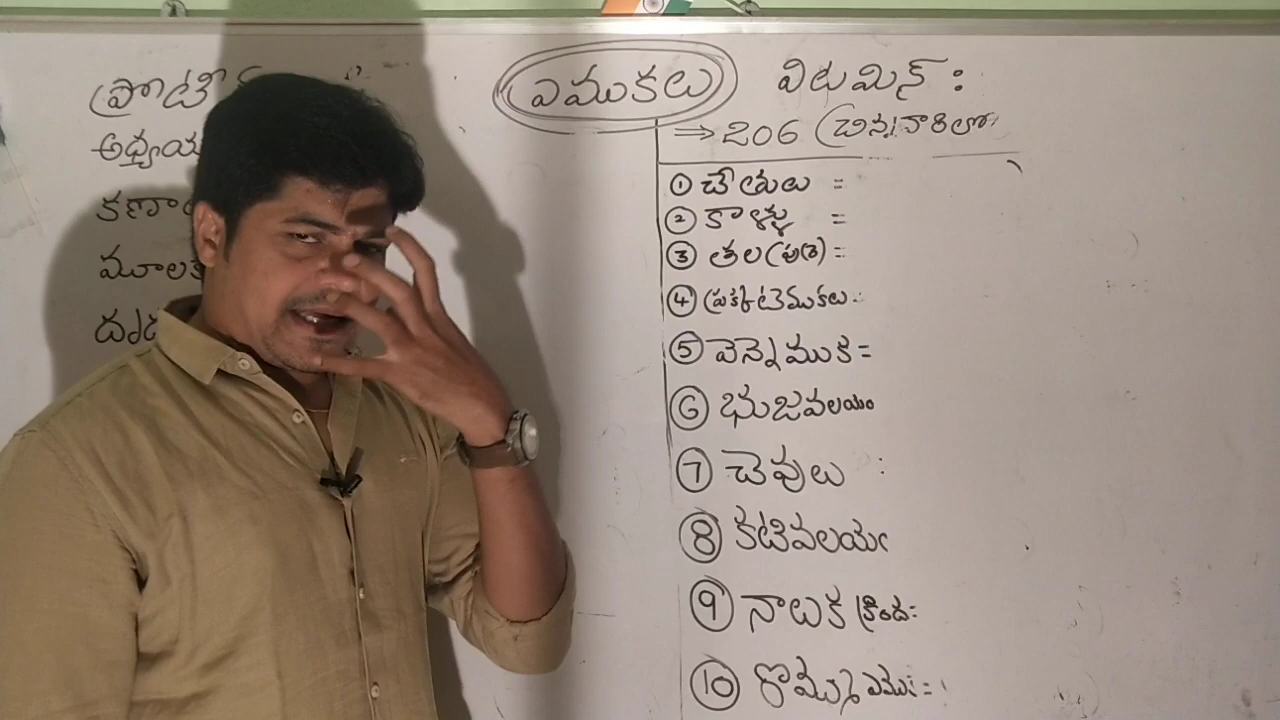 ప్రోటీన్
అధ్యయ
కణా
మూలక
దృఢ
ఎముకలు
విటమిన్ :
⇒ 206 (చిన్నవారిలో
① చేతులు =
② కాళ్ళు =
③ తల(పుర్రె) =
④ ప్రక్కటెముకలు =
⑤ వెన్నెముక =
⑥ భుజవలయం
⑦ చెవులు :
⑧ కటివలయం
⑨ నాలుక క్రింద =
⑩ రొమ్ము ఎము =